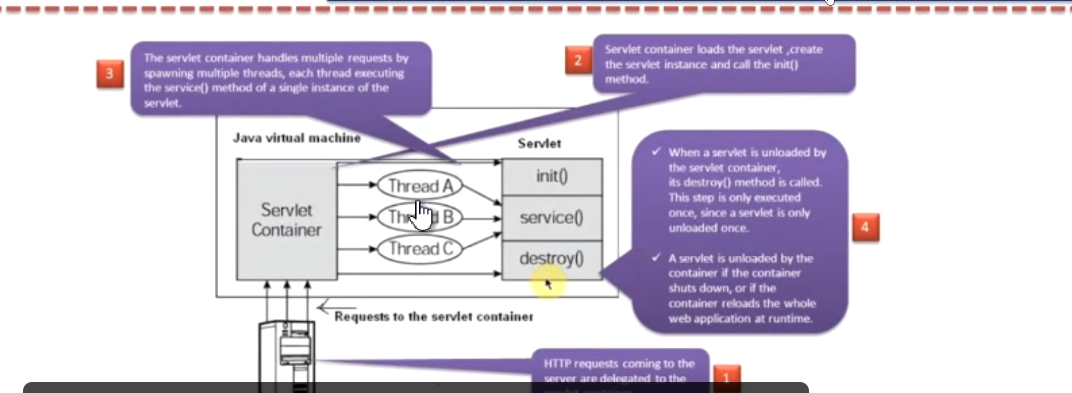 The servlet container handles multiple requests by
spawning multiple threads, each thread executing
the service() method of a single instance of the
servlet.
3
2
Servlet container loads the servlet ,create
the servlet instance and call the init()
method.
Java virtual machine
Servlet
Servlet
Container
Thread A
Thread B
Thread C
init()
service()
destroy()
✓ When a servlet is unloaded by
the servlet container,
its destroy() method is called.
This step is only executed
once, since a servlet is only
unloaded once.
✓ A servlet is unloaded by the
container if the container
shuts down, or if the
container reloads the whole
web application at runtime.
4
Requests to the servlet container
HTTP requests coming to the
server are delegated to the
1